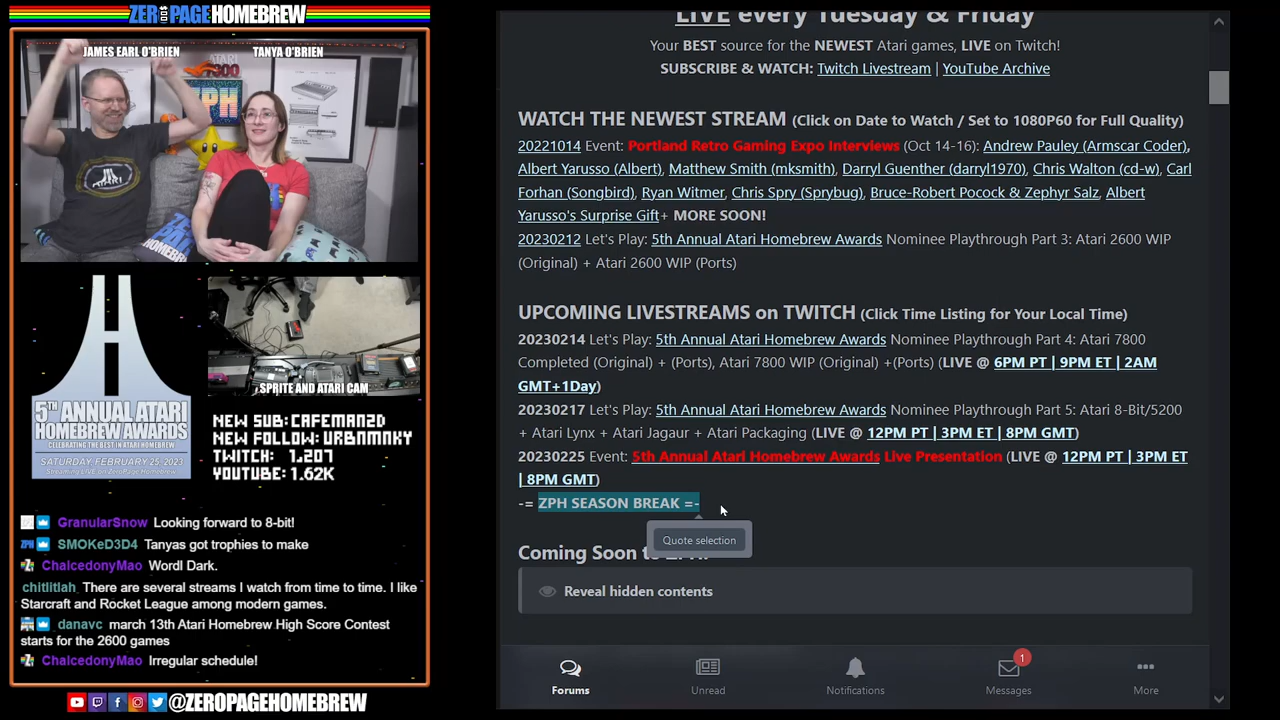 ZEROPAGE HOMEBREW
JAMES EARL O'BRIEN
TANYA O'BRIEN
ATARI
ZPH
HOMEBREW
5TH ANNUAL ATARI
HOMEBREW AWARDS
CELEBRATING THE BEST IN ATARI HOMEBREW
SATURDAY, FEBRUARY 25, 2023
Streaming LIVE on ZeroPage Homebrew
SPRITE AND ATARI CAM
NEW SUB:CAFEMAN2D
NEW FOLLOW:URBNMNKY
TWITCH: 1,207
YOUTUBE: 1.62K
GranularSnow Looking forward to 8-bit!
SMOKeD3D4 Tanyas got trophies to make
ChalcedonyMao Wordl Dark.
chitlitlah There are several streams I watch from time to time. I like
Starcraft and Rocket League among modern games.
danavc march 13th Atari Homebrew High Score Contest
starts for the 2600 games
ChalcedonyMao Irregular schedule!
@ZEROPAGEHOMEBREW
LIVE every Tuesday & Friday
Your BEST source for the NEWEST Atari games, LIVE on Twitch!
SUBSCRIBE & WATCH: Twitch Livestream | YouTube Archive
WATCH THE NEWEST STREAM (Click on Date to Watch / Set to 1080P60 for Full Quality)
20221014 Event: Portland Retro Gaming Expo Interviews (Oct 14-16): Andrew Pauley (Armscar Coder),
Albert Yarusso (Albert), Matthew Smith (mksmith), Darryl Guenther (darryl1970), Chris Walton (cd-w), Carl
Forhan (Songbird), Ryan Witmer, Chris Spry (Sprybug), Bruce-Robert Pocock & Zephyr Salz, Albert
Yarusso's Surprise Gift+ MORE SOON!
20230212 Let's Play: 5th Annual Atari Homebrew Awards Nominee Playthrough Part 3: Atari 2600 WIP
(Original) + Atari 2600 WIP (Ports)
UPCOMING LIVESTREAMS on TWITCH (Click Time Listing for Your Local Time)
20230214 Let's Play: 5th Annual Atari Homebrew Awards Nominee Playthrough Part 4: Atari 7800
Completed (Original) + (Ports), Atari 7800 WIP (Original) +(Ports) (LIVE @ 6PM PT | 9PM ET | 2AM
GMT+1Day)
20230217 Let's Play: 5th Annual Atari Homebrew Awards Nominee Playthrough Part 5: Atari 8-Bit/5200
+ Atari Lynx + Atari Jagaur + Atari Packaging (LIVE @ 12PM PT | 3PM ET | 8PM GMT)
20230225 Event: 5th Annual Atari Homebrew Awards Live Presentation (LIVE @ 12PM PT | 3PM ET
| 8PM GMT)
-= ZPH SEASON BREAK =-
Quote selection
Coming Soon to ZPH!
Reveal hidden contents
Forums
Unread
Notifications
1
Messages
More